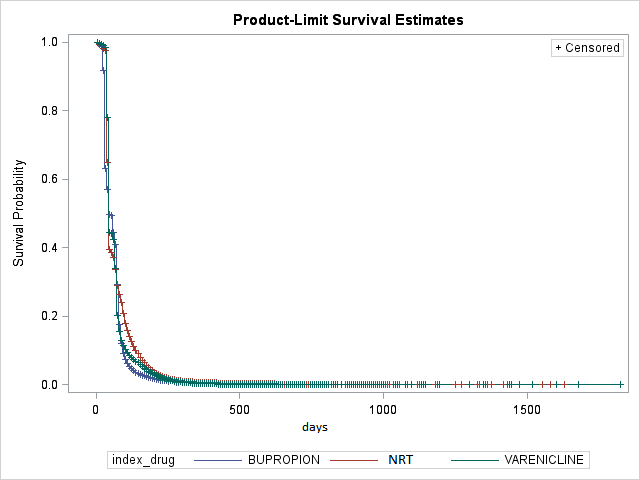 Product-Limit Survival Estimates
+ Censored
1.0
0.8
0.6
0.4
0.2
0.0
Survival Probability
0 500 1000 1500
days
index_drug BUPROPION NRT VARENICLINE